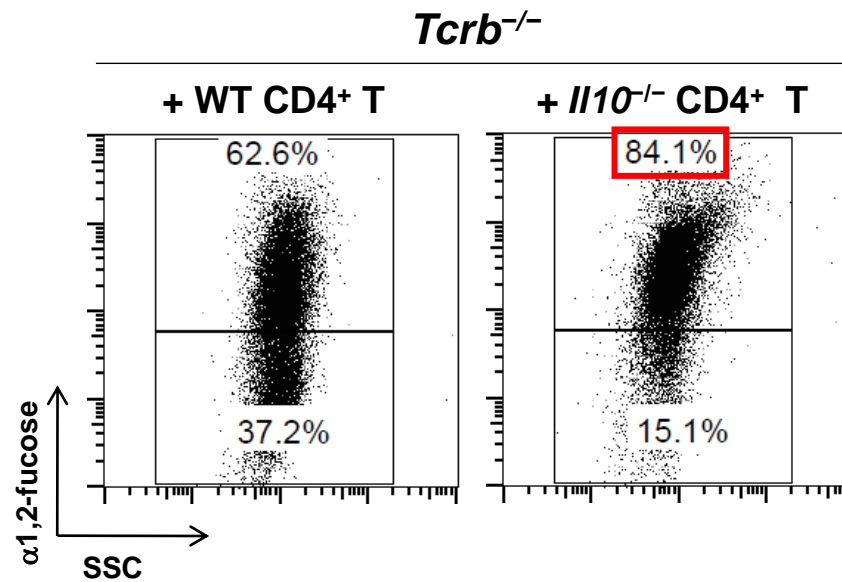 Tcrb–/–
+ WT CD4+ T
+ Il10–/– CD4+ T
62.6%
84.1%
37.2%
15.1%
α1,2-fucose
SSC